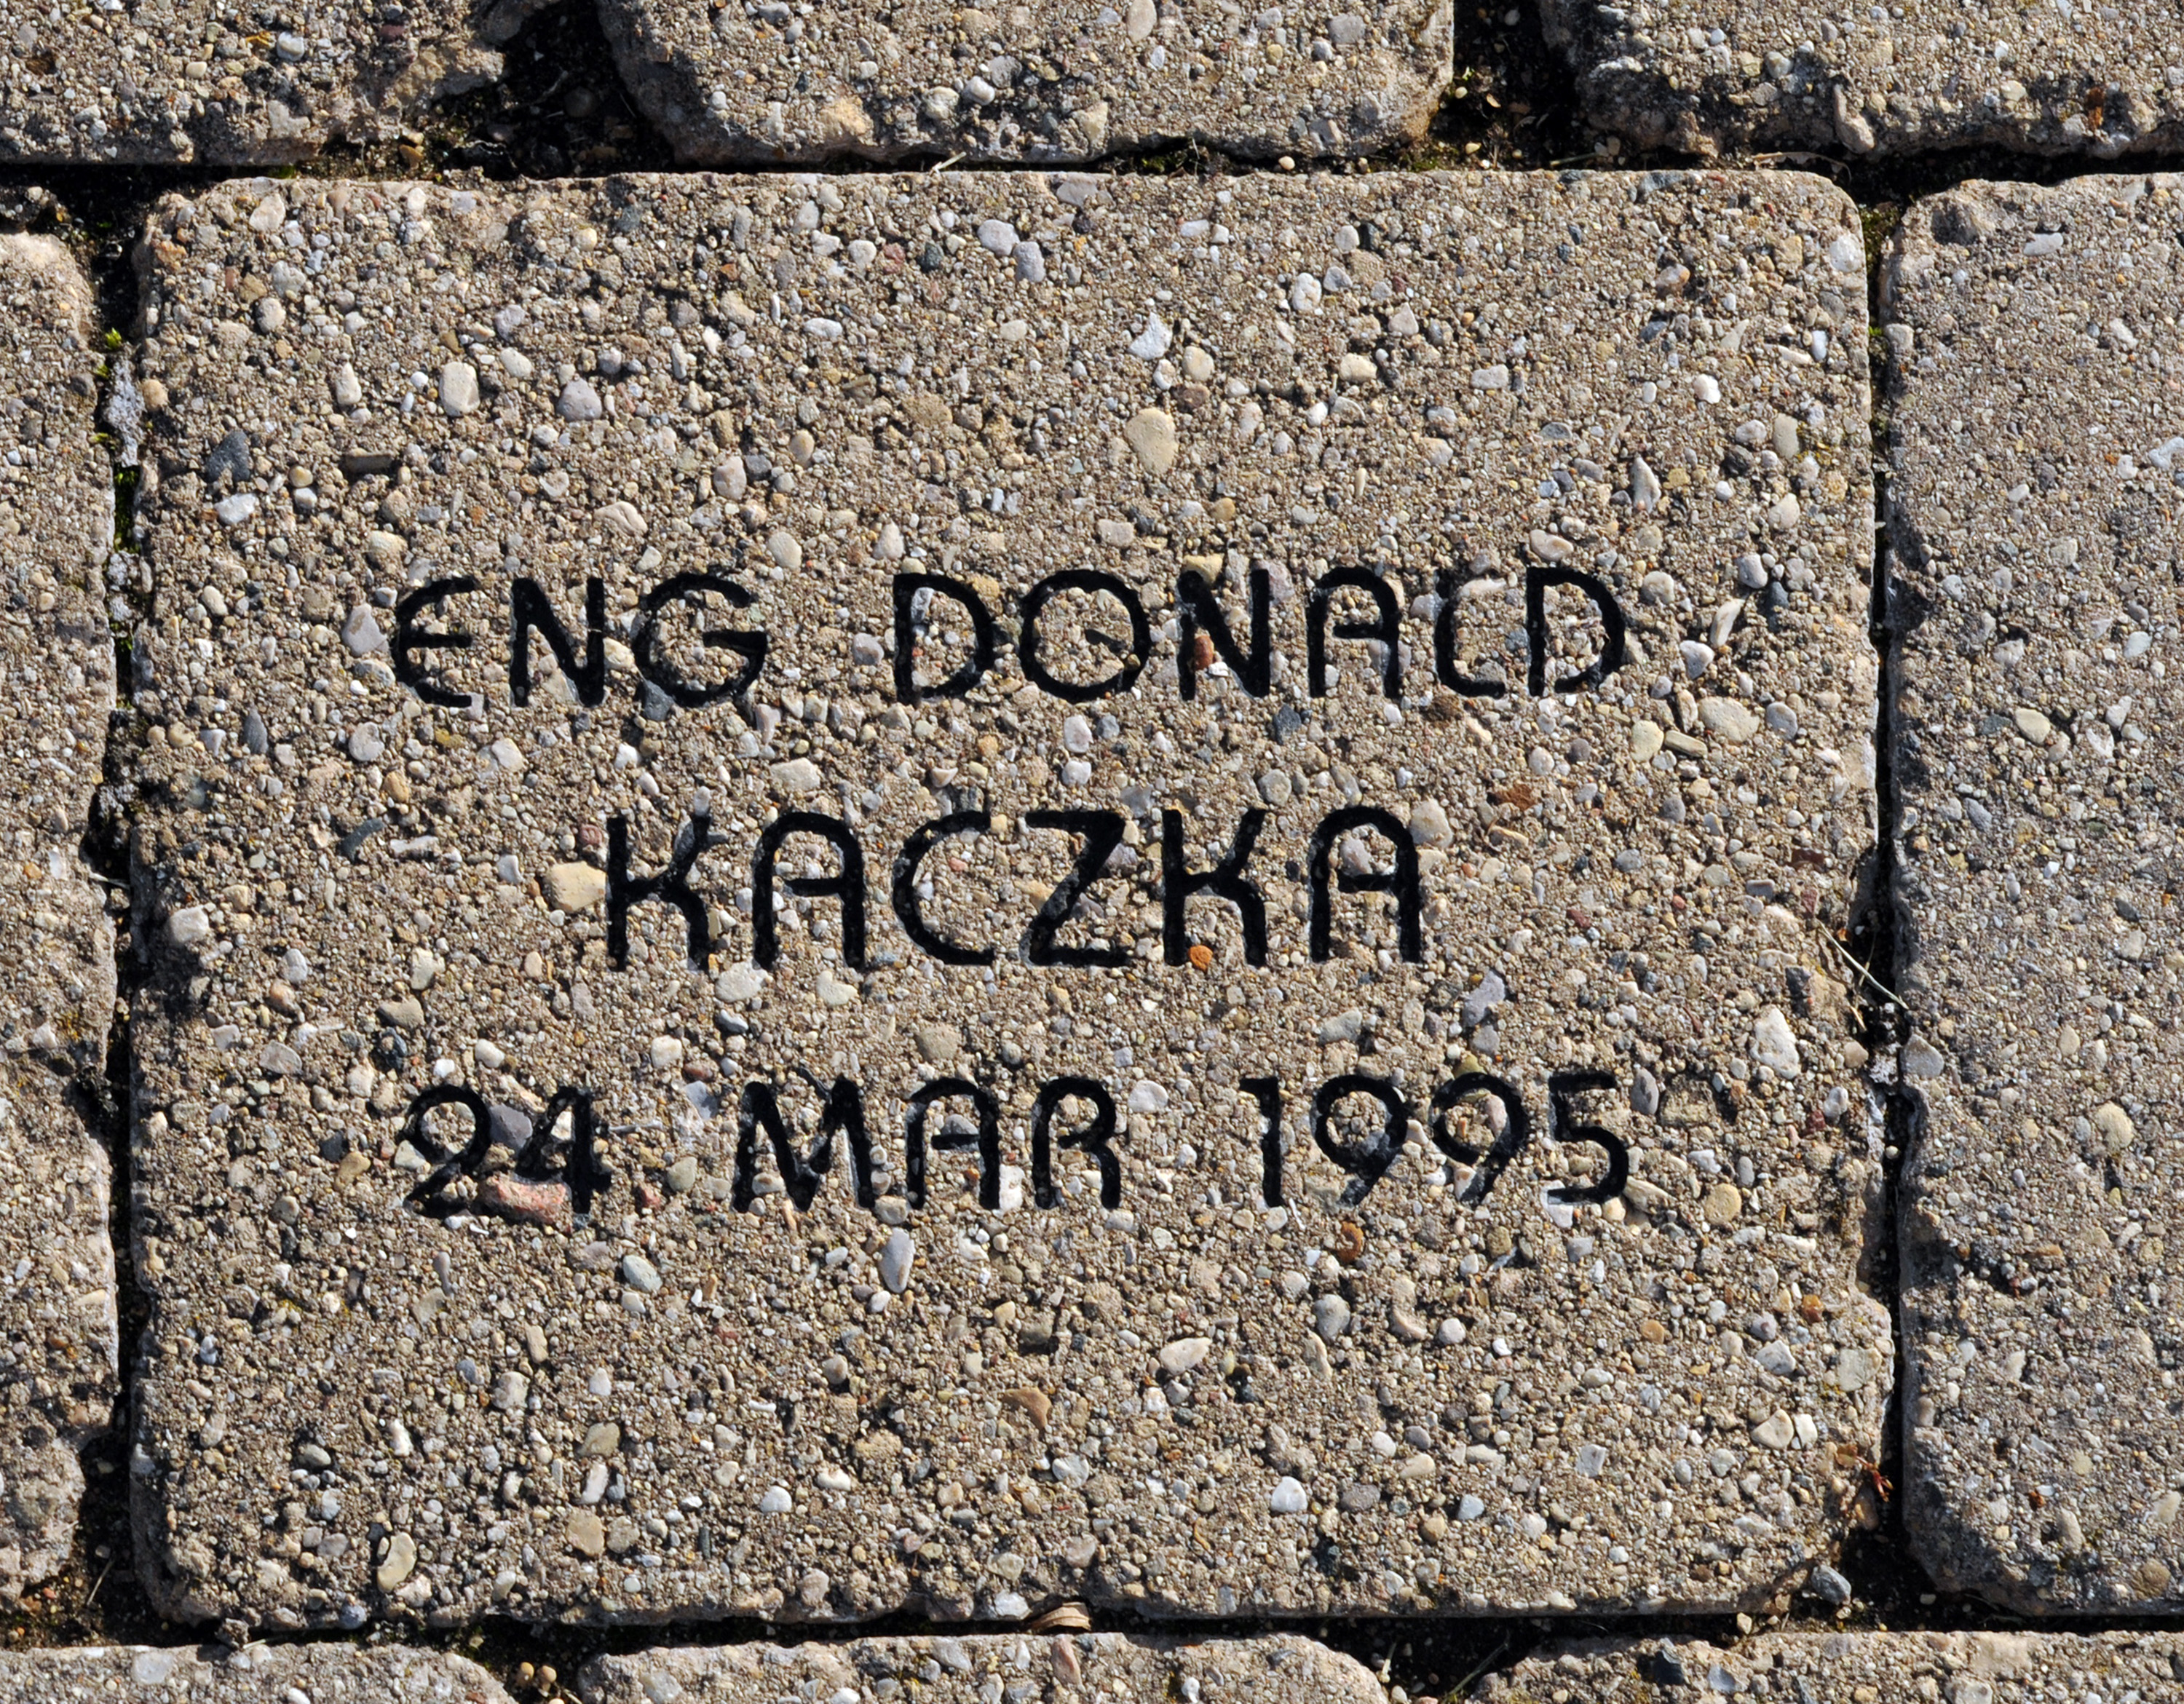 ENG DONALD
KACZKA
24 MAR 1995